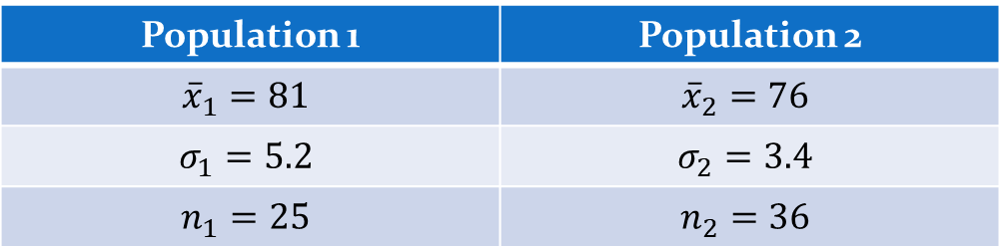 Population 1 Population 2
x̄₁ = 81 x̄₂ = 76
σ₁ = 5.2 σ₂ = 3.4
n₁ = 25 n₂ = 36